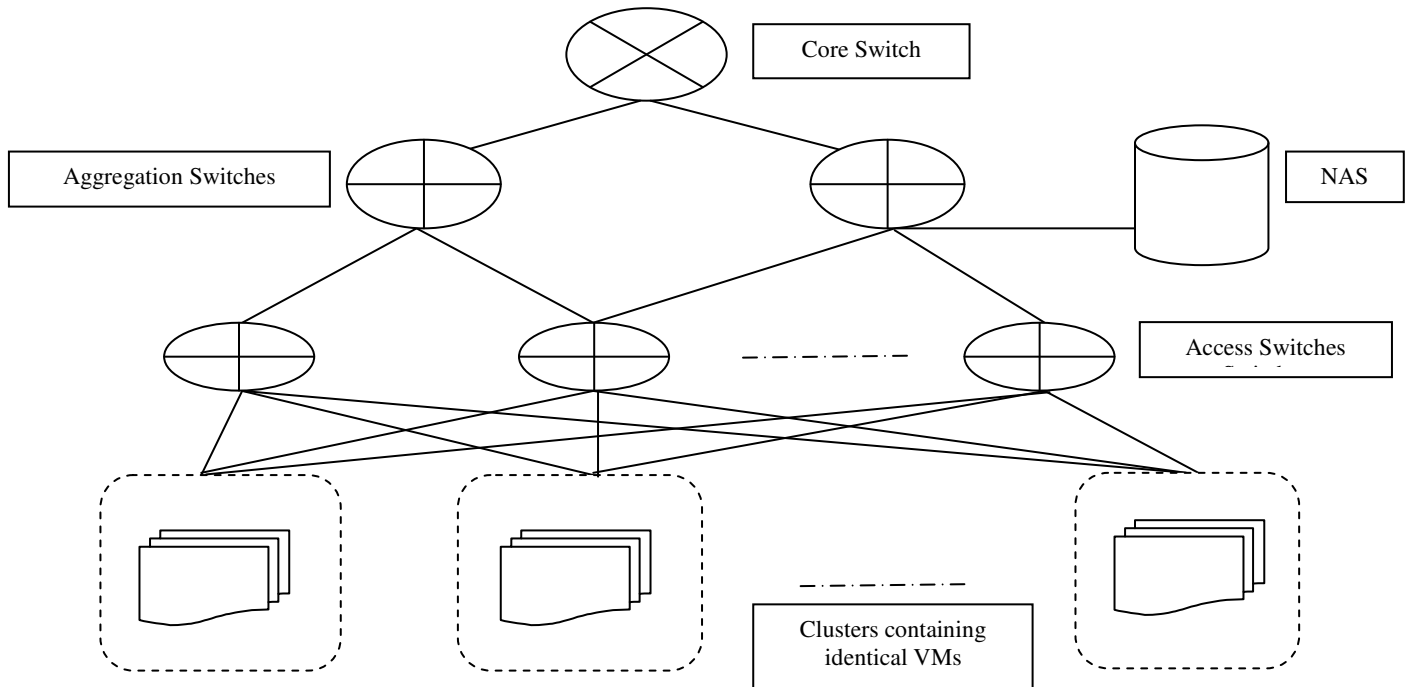 Core Switch
Aggregation Switches
NAS
Access Switches
Clusters containing
identical VMs